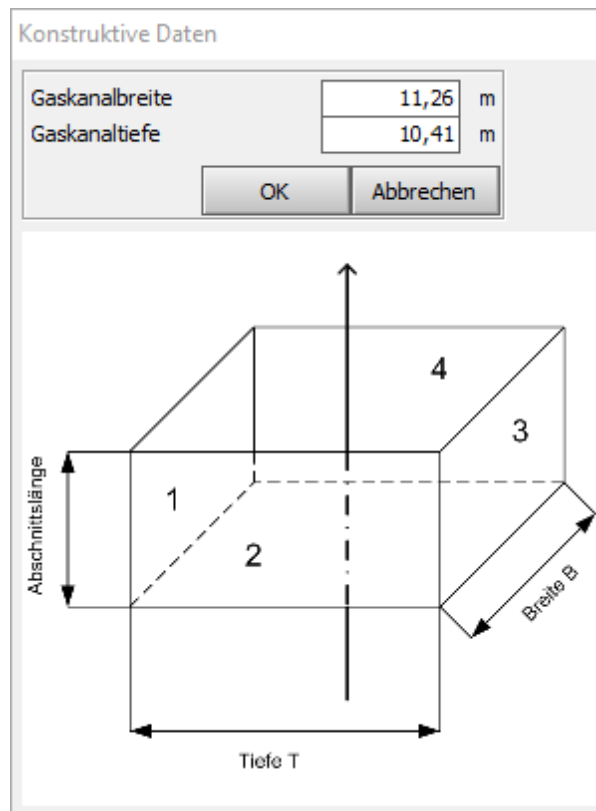 Konstruktive Daten
Gaskanalbreite 11,26 m
Gaskanaltiefe 10,41 m
OK Abbrechen
4
3
1
2
Abschnittslänge
Breite B
Tiefe T